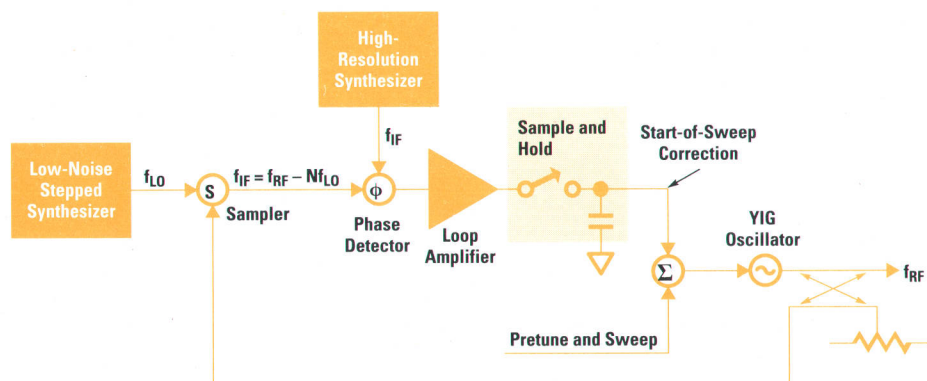 High-
Resolution
Synthesizer
f_IF
Low-Noise
Stepped
Synthesizer
f_LO
S
f_IF = f_RF – Nf_LO
Sampler
ϕ
Phase
Detector
Loop
Amplifier
Sample and
Hold
Start-of-Sweep
Correction
Σ
YIG
Oscillator
f_RF
Pretune and Sweep